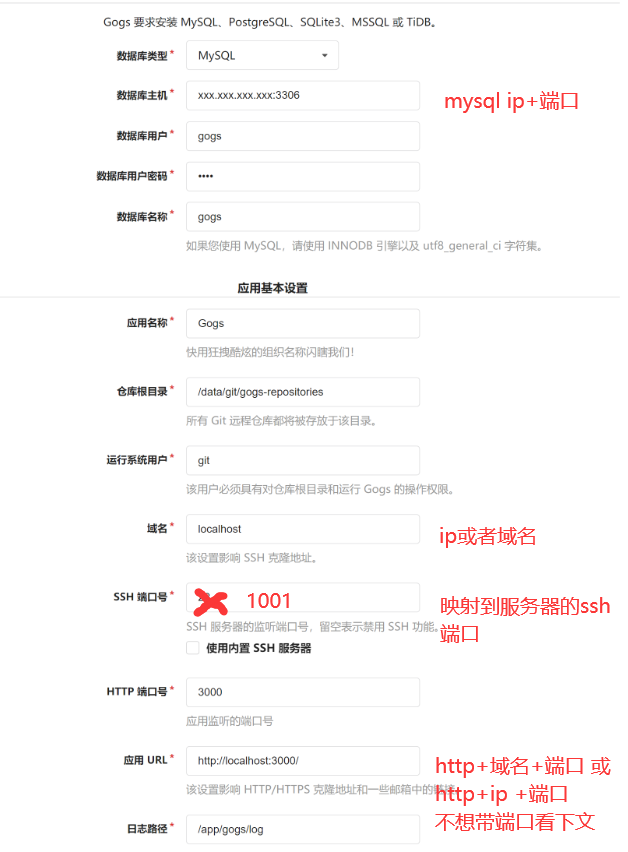 Gogs 要求安装 MySQL、PostgreSQL、SQLite3、MSSQL 或 TiDB。
数据库类型* MySQL
数据库主机* xxx.xxx.xxx.xxx:3306 mysql ip+端口
数据库用户* gogs
数据库用户密码* ••••
数据库名称* gogs
如果您使用 MySQL，请使用 INNODB 引擎以及 utf8_general_ci 字符集。
应用基本设置
应用名称* Gogs
快用狂拽酷炫的组织名称闪瞎我们！
仓库根目录* /data/git/gogs-repositories
所有 Git 远程仓库都将被存放于该目录。
运行系统用户* git
该用户必须具有对仓库根目录和运行 Gogs 的操作权限。
域名* localhost ip或者域名
该设置影响 SSH 克隆地址。
SSH 端口号* 1001 映射到服务器的ssh
端口
SSH 服务器的监听端口号，留空表示禁用 SSH 功能。
使用内置 SSH 服务器
HTTP 端口号* 3000
应用监听的端口号
应用 URL* http://localhost:3000/ http+域名+端口 或
http+ip +端口
该设置影响 HTTP/HTTPS 克隆地址和一些邮箱中的链接。
不想带端口看下文
日志路径* /app/gogs/log